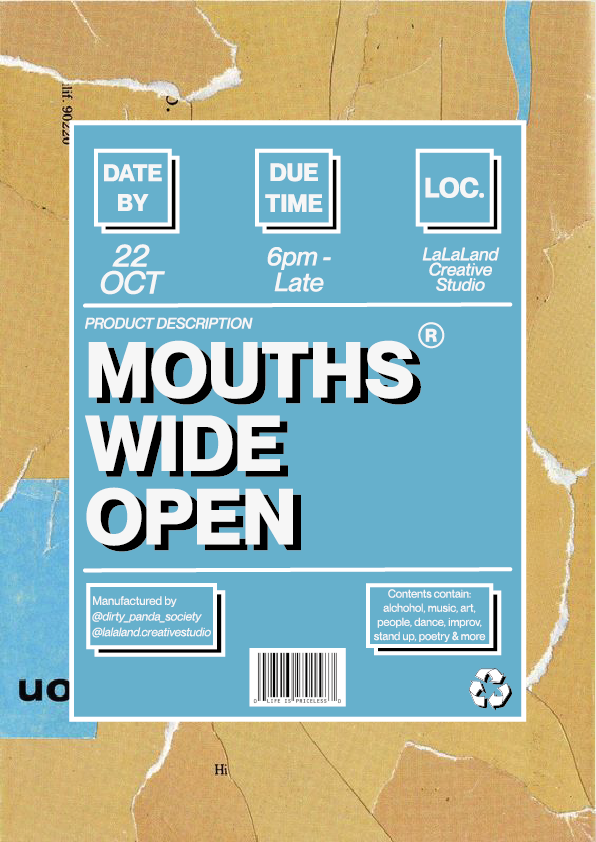 lif. 90220
DATE
BY
DUE
TIME
LOC.
22
OCT
6pm -
Late
LaLaLand
Creative
Studio
PRODUCT DESCRIPTION
MOUTHS®
WIDE
OPEN
Manufactured by
@dirty_panda_society
@lalaland.creativestudio
Contents contain:
alchohol, music, art,
people, dance, improv,
stand up, poetry & more
LIFE IS PRICELESS
uo
Hi